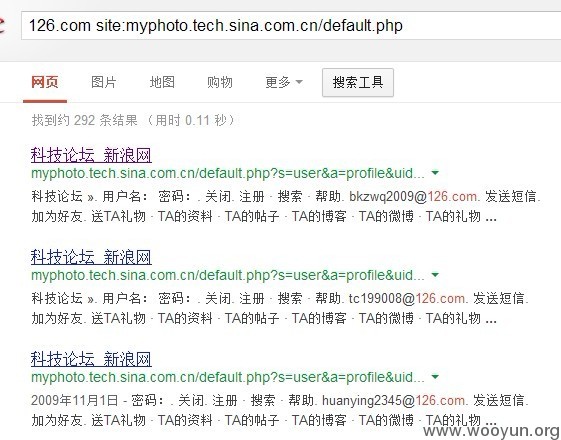 126.com site:myphoto.tech.sina.com.cn/default.php
网页 图片 地图 购物 更多 搜索工具
找到约 292 条结果 （用时 0.11 秒）
科技论坛_新浪网
myphoto.tech.sina.com.cn/default.php?s=user&a=profile&uid...
科技论坛 ». 用户名： 密码：. 关闭. 注册 · 搜索 · 帮助. bkzwq2009@126.com. 发送短信.
加为好友. 送TA礼物 · TA的资料 · TA的帖子 · TA的博客 · TA的微博 · TA的礼物 ...
科技论坛_新浪网
myphoto.tech.sina.com.cn/default.php?s=user&a=profile&uid...
科技论坛 ». 用户名： 密码：. 关闭. 注册 · 搜索 · 帮助. tc199008@126.com. 发送短信.
加为好友. 送TA礼物 · TA的资料 · TA的帖子 · TA的博客 · TA的微博 · TA的礼物 ...
科技论坛_新浪网
myphoto.tech.sina.com.cn/default.php?s=user&a=profile&uid...
2009年11月1日 - 密码：. 关闭. 注册 · 搜索 · 帮助. huanying2345@126.com. 发送短信.
加为好友. 送TA礼物 · TA的资料 · TA的帖子 · TA的博客 · TA的微博 · TA的礼物 ...
www.wooyun.org